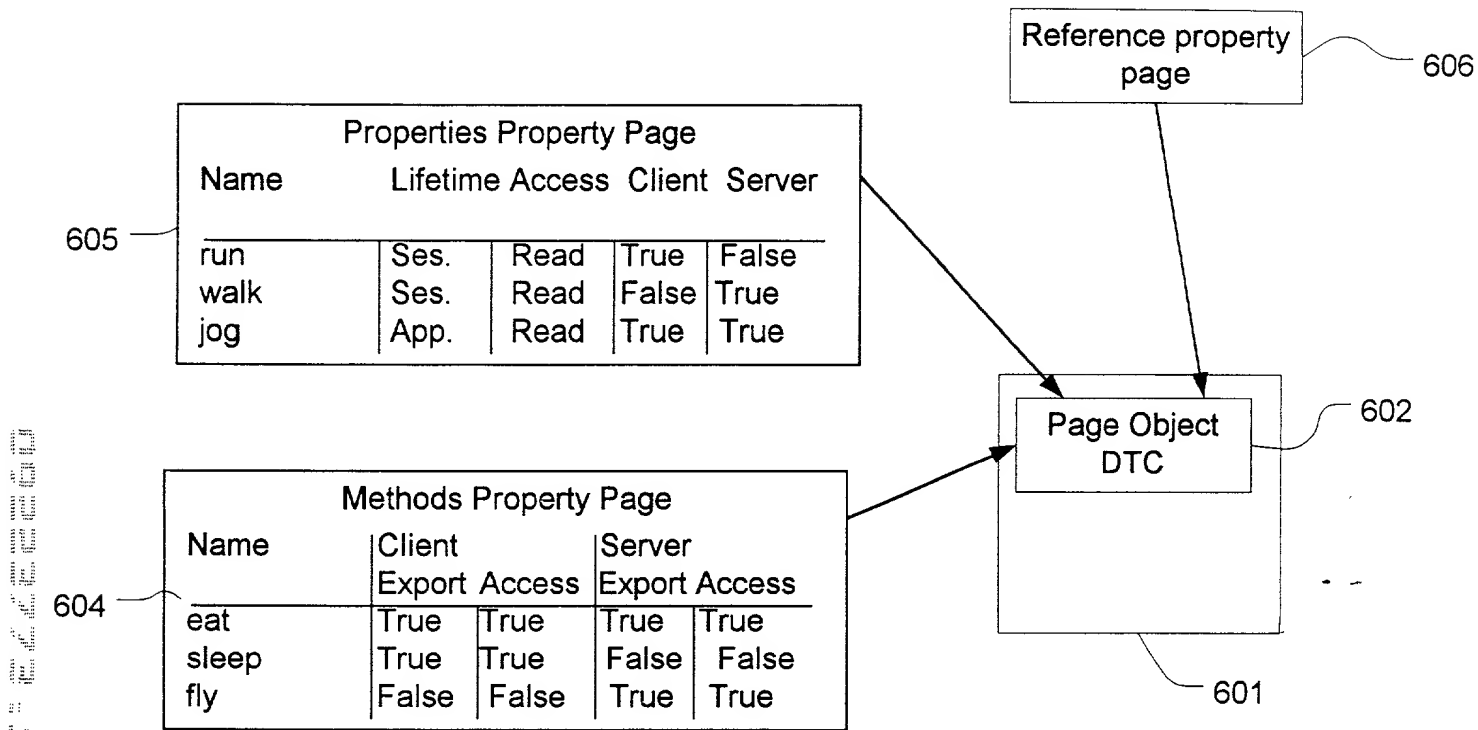 Reference property
page
606
Properties Property Page
Name Lifetime Access Client Server
605
run Ses. Read True False
walk Ses. Read False True
jog App. Read True True
Page Object
DTC
602
Methods Property Page
Name Client Server
Export Access Export Access
604
eat True True True True
sleep True True False False
fly False False True True
601